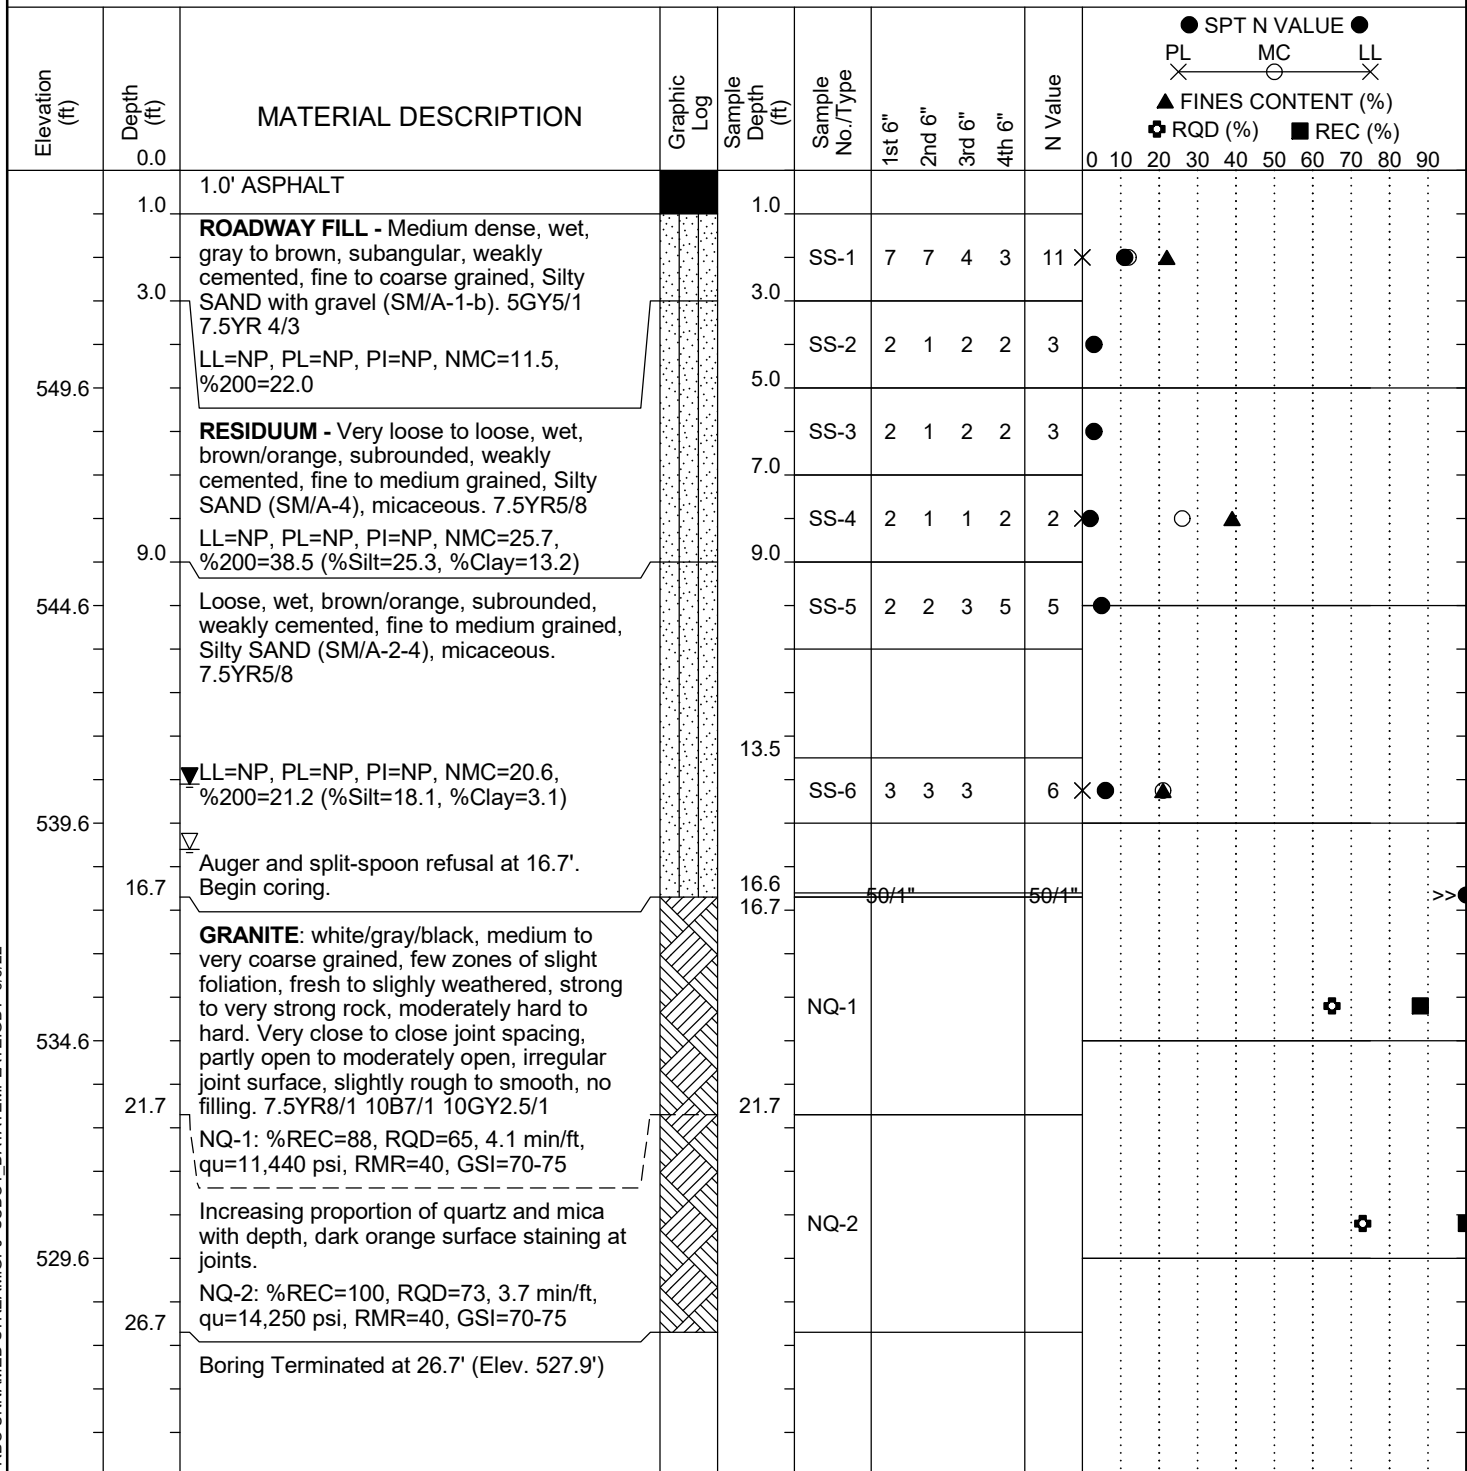 ● SPT N VALUE ●
PL MC LL
▲ FINES CONTENT (%)
RQD (%) ■ REC (%)
Elevation (ft)
Depth (ft)
0.0
MATERIAL DESCRIPTION
Graphic Log
Sample Depth (ft)
Sample No./Type
1st 6"
2nd 6"
3rd 6"
4th 6"
N Value
0 10 20 30 40 50 60 70 80 90
1.0' ASPHALT
1.0 1.0
ROADWAY FILL - Medium dense, wet,
gray to brown, subangular, weakly
cemented, fine to coarse grained, Silty
SAND with gravel (SM/A-1-b). 5GY5/1
7.5YR 4/3
SS-1 7 7 4 3 11
3.0 3.0
LL=NP, PL=NP, PI=NP, NMC=11.5,
%200=22.0
SS-2 2 1 2 2 3
549.6 5.0
RESIDUUM - Very loose to loose, wet,
brown/orange, subrounded, weakly
cemented, fine to medium grained, Silty
SAND (SM/A-4), micaceous. 7.5YR5/8
SS-3 2 1 2 2 3
7.0
SS-4 2 1 1 2 2
LL=NP, PL=NP, PI=NP, NMC=25.7,
%200=38.5 (%Silt=25.3, %Clay=13.2)
9.0 9.0
544.6
Loose, wet, brown/orange, subrounded,
weakly cemented, fine to medium grained,
Silty SAND (SM/A-2-4), micaceous.
7.5YR5/8
SS-5 2 2 3 5 5
13.5
LL=NP, PL=NP, PI=NP, NMC=20.6,
%200=21.2 (%Silt=18.1, %Clay=3.1)
SS-6 3 3 3 6
539.6
Auger and split-spoon refusal at 16.7'.
Begin coring.
16.7 16.6
16.7
50/1" 50/1" >>
GRANITE: white/gray/black, medium to
very coarse grained, few zones of slight
foliation, fresh to slighly weathered, strong
to very strong rock, moderately hard to
hard. Very close to close joint spacing,
partly open to moderately open, irregular
joint surface, slightly rough to smooth, no
filling. 7.5YR8/1 10B7/1 10GY2.5/1
NQ-1
534.6
21.7 21.7
NQ-1: %REC=88, RQD=65, 4.1 min/ft,
qu=11,440 psi, RMR=40, GSI=70-75
Increasing proportion of quartz and mica
with depth, dark orange surface staining at
joints.
NQ-2
529.6
NQ-2: %REC=100, RQD=73, 3.7 min/ft,
qu=14,250 psi, RMR=40, GSI=70-75
26.7
Boring Terminated at 26.7' (Elev. 527.9')